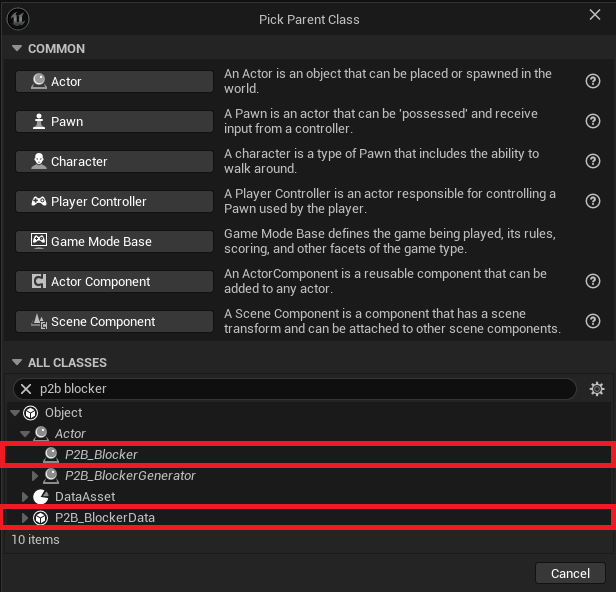 Pick Parent Class
COMMON
Actor
An Actor is an object that can be placed or spawned in the
world.
Pawn
A Pawn is an actor that can be 'possessed' and receive
input from a controller.
Character
A character is a type of Pawn that includes the ability to
walk around.
Player Controller
A Player Controller is an actor responsible for controlling a
Pawn used by the player.
Game Mode Base
Game Mode Base defines the game being played, its rules,
scoring, and other facets of the game type.
Actor Component
An ActorComponent is a reusable component that can be
added to any actor.
Scene Component
A Scene Component is a component that has a scene
transform and can be attached to other scene components.
ALL CLASSES
p2b blocker
Object
Actor
P2B_Blocker
P2B_BlockerGenerator
DataAsset
P2B_BlockerData
10 items
Cancel